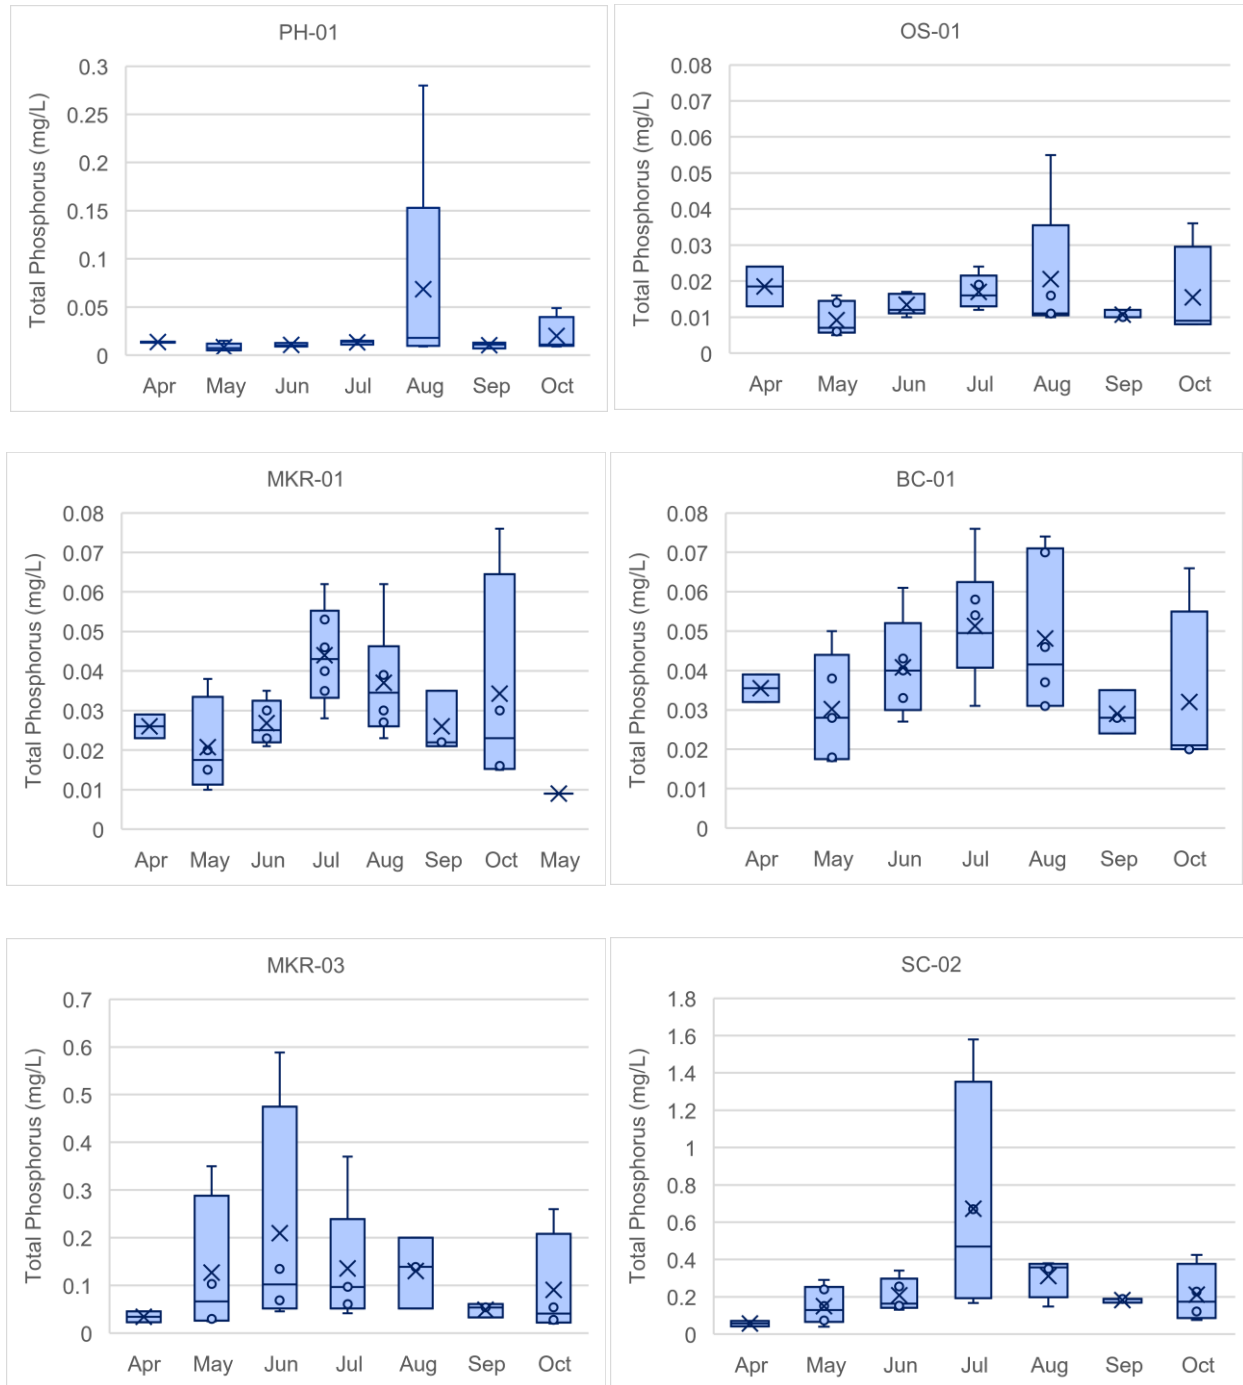 PH-01
Total Phosphorus (mg/L)
0.3
0.25
0.2
0.15
0.1
0.05
0
Apr May Jun Jul Aug Sep Oct
OS-01
Total Phosphorus (mg/L)
0.08
0.07
0.06
0.05
0.04
0.03
0.02
0.01
0
Apr May Jun Jul Aug Sep Oct
MKR-01
Total Phosphorus (mg/L)
0.08
0.07
0.06
0.05
0.04
0.03
0.02
0.01
0
Apr May Jun Jul Aug Sep Oct May
BC-01
Total Phosphorus (mg/L)
0.08
0.07
0.06
0.05
0.04
0.03
0.02
0.01
0
Apr May Jun Jul Aug Sep Oct
MKR-03
Total Phosphorus (mg/L)
0.7
0.6
0.5
0.4
0.3
0.2
0.1
0
Apr May Jun Jul Aug Sep Oct
SC-02
Total Phosphorus (mg/L)
1.8
1.6
1.4
1.2
1
0.8
0.6
0.4
0.2
0
Apr May Jun Jul Aug Sep Oct